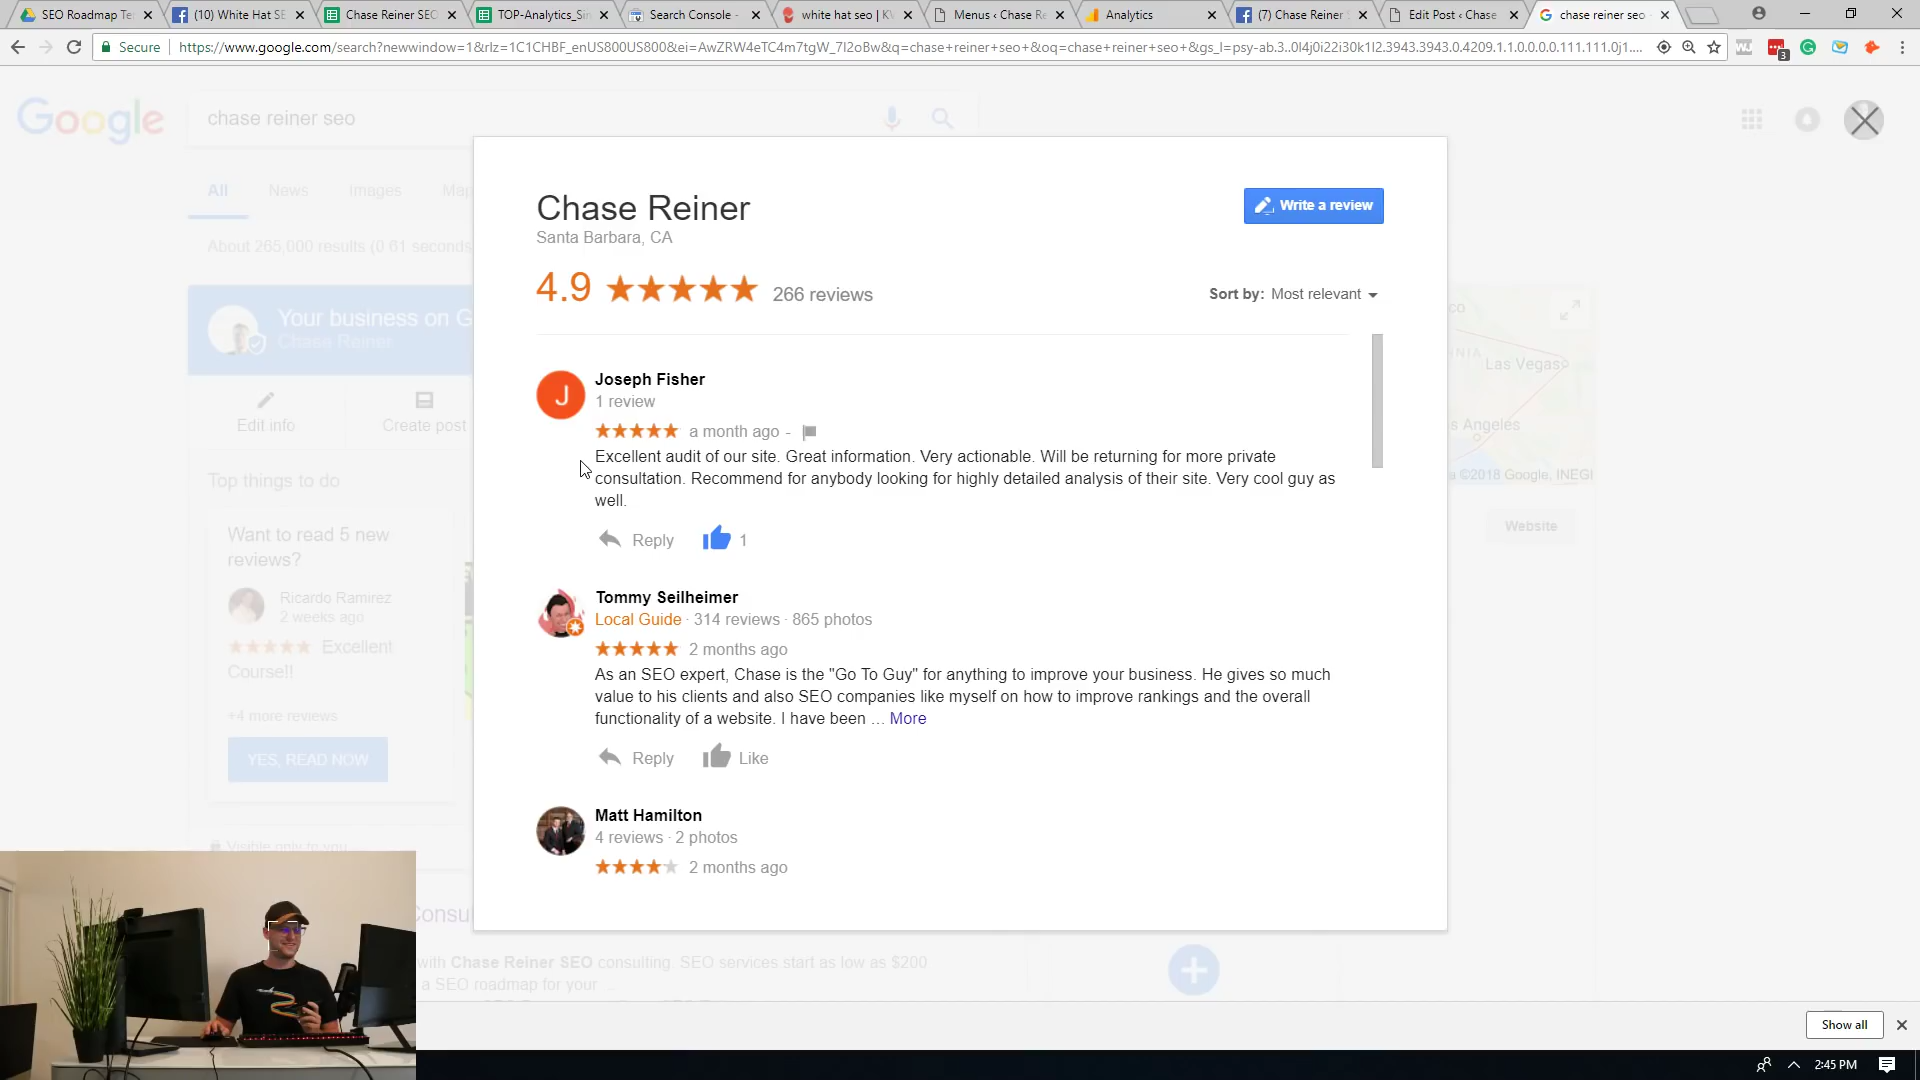 SEO Roadmap Te
(10) White Hat SE
Chase Reiner SEO
TOP-Analytics_Sin
Search Console -
white hat seo | KW
Menus ‹ Chase Re
Analytics
(7) Chase Reiner
Edit Post ‹ Chase
chase reiner seo -
Secure
https://www.google.com/search?newwindow=1&rlz=1C1CHBF_enUS800US800&ei=AwZRW4eTC4m7tgW_7I2oBw&q=chase+reiner+seo+&oq=chase+reiner+seo+&gs_l=psy-ab.3..0l4j0i22i30k1l2.3943.3943.0.4209.1.1.0.0.0.0.111.111.0j1....
3
Google
chase reiner seo
All
News
Images
Map
About 265,000 results (0.61 seconds
Your business on G
Chase Reiner
Edit info
Create post
Top things to do
Want to read 5 new
reviews?
Ricardo Ramirez
2 weeks ago
Excellent
Course!!
+4 more reviews
YES, READ NOW
Visible only to you
Chase Reiner
Santa Barbara, CA
Write a review
4.9
266 reviews
Sort by: Most relevant
J
Joseph Fisher
1 review
a month ago -
Excellent audit of our site. Great information. Very actionable. Will be returning for more private
consultation. Recommend for anybody looking for highly detailed analysis of their site. Very cool guy as
well.
Reply
1
Tommy Seilheimer
Local Guide · 314 reviews · 865 photos
2 months ago
As an SEO expert, Chase is the "Go To Guy" for anything to improve your business. He gives so much
value to his clients and also SEO companies like myself on how to improve rankings and the overall
functionality of a website. I have been ... More
Reply
Like
Matt Hamilton
4 reviews · 2 photos
2 months ago
co
Las Vegas
s Angeles
©2018 Google, INEGI
Website
Consu
with Chase Reiner SEO consulting. SEO services start as low as $200
a SEO roadmap for your ...
Show all
2:45 PM